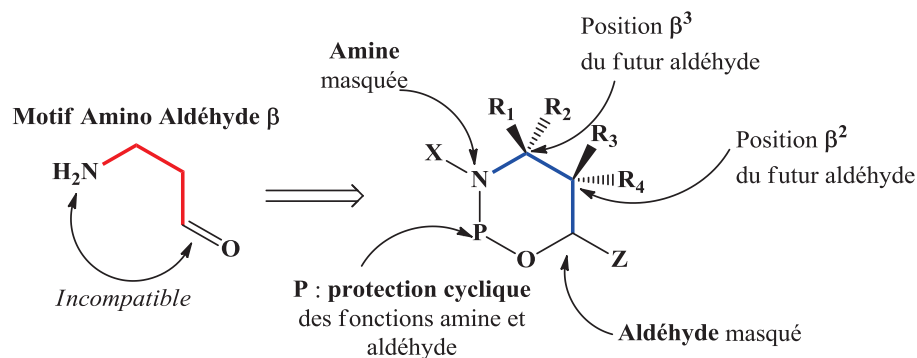 Motif Amino Aldéhyde β
H₂N
O
Incompatible
Amine
masquée
Position β³
du futur aldéhyde
R₁
R₂
R₃
R₄
X
N
P
O
Z
Position β²
du futur aldéhyde
P : protection cyclique
des fonctions amine et
aldéhyde
Aldéhyde masqué